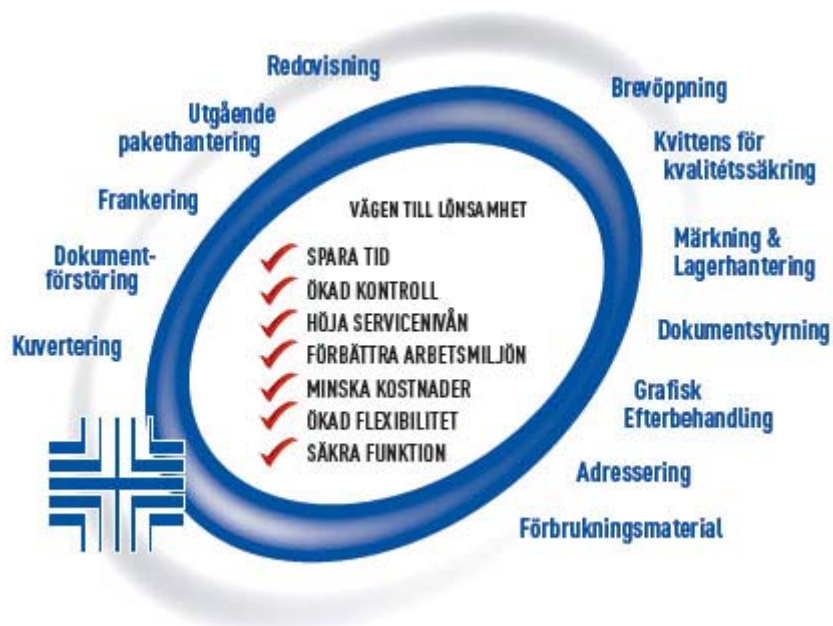 Redovisning
Utgående
pakethantering
Frankering
Dokument-
förstöring
Kuvertering
VÄGEN TILL LÖNSAMHET
SPARA TID
ÖKAD KONTROLL
HÖJA SERVICENIVÅN
FÖRBÄTTRA ARBETSMILJÖN
MINSKA KOSTNADER
ÖKAD FLEXIBILITET
SÄKRA FUNKTION
Brevöppning
Kvittens för
kvalitétssäkring
Märkning &
Lagerhantering
Dokumentstyrning
Grafisk
Efterbehandling
Adressering
Förbrukningsmaterial